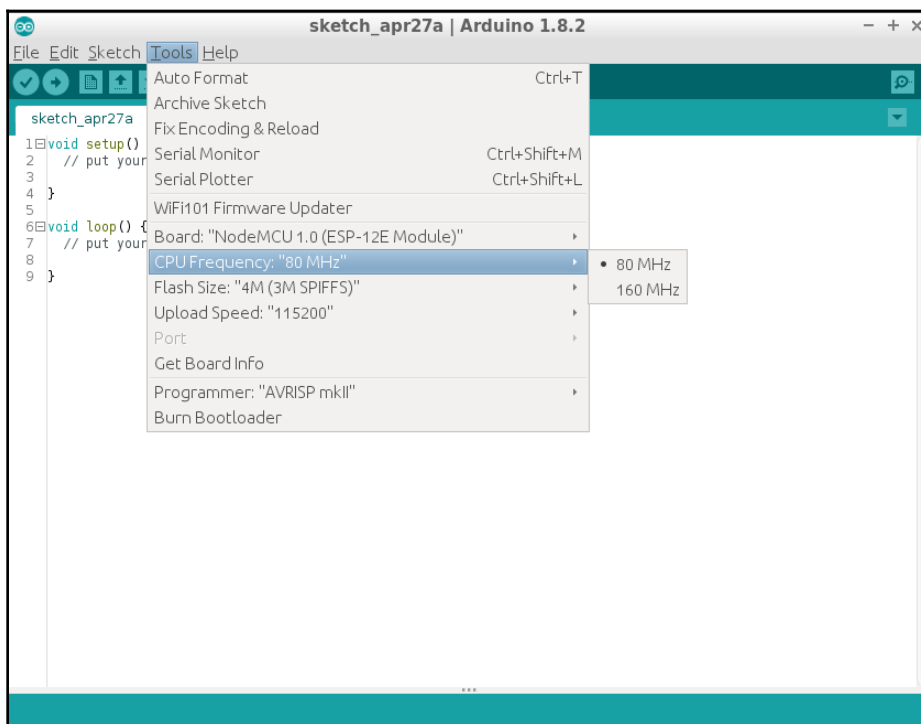 sketch_apr27a | Arduino 1.8.2
File Edit Sketch Tools Help
sketch_apr27a
Auto Format Ctrl+T
Archive Sketch
Fix Encoding & Reload
Serial Monitor Ctrl+Shift+M
Serial Plotter Ctrl+Shift+L
WiFi101 Firmware Updater
Board: "NodeMCU 1.0 (ESP-12E Module)"
CPU Frequency: "80 MHz"
Flash Size: "4M (3M SPIFFS)"
Upload Speed: "115200"
Port
Get Board Info
Programmer: "AVRISP mkII"
Burn Bootloader
80 MHz
160 MHz
1 void setup()
2 // put your
3
4 }
5
6 void loop() {
7 // put your
8
9 }